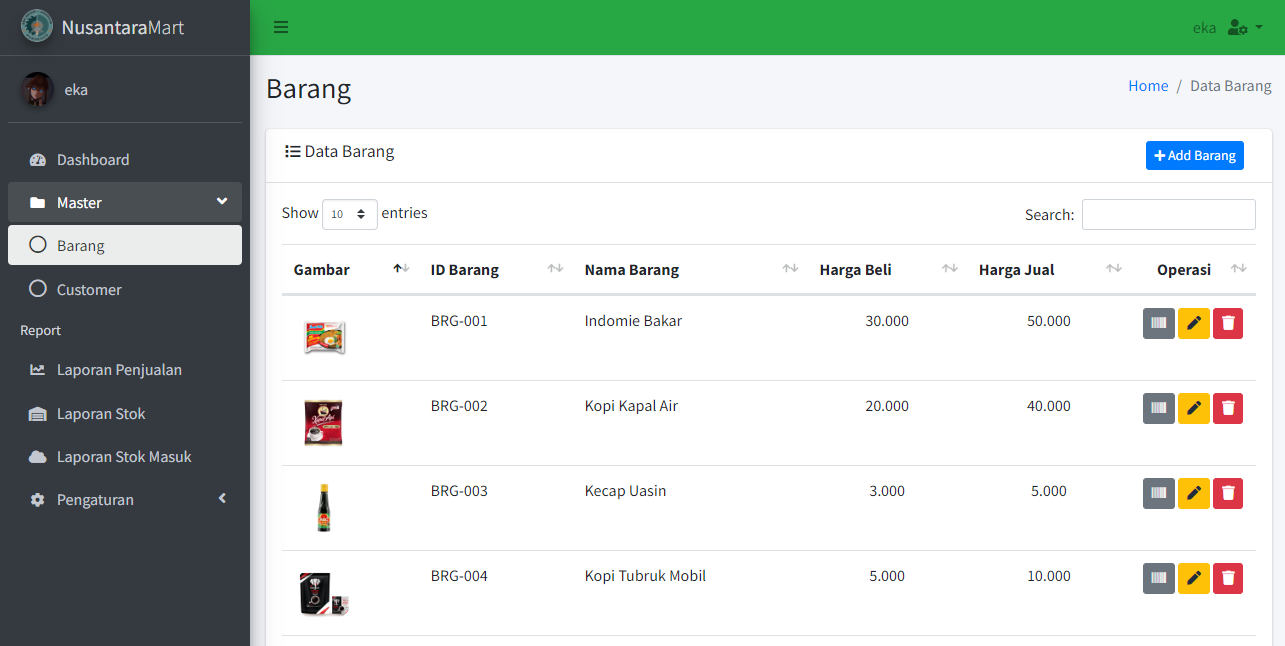 NusantaraMart
eka
eka
Dashboard
Master
Barang
Customer
Report
Laporan Penjualan
Laporan Stok
Laporan Stok Masuk
Pengaturan
Barang
Home / Data Barang
Data Barang
Add Barang
Show 10 entries
Search:
Gambar ID Barang Nama Barang Harga Beli Harga Jual Operasi
BRG-001 Indomie Bakar 30.000 50.000
BRG-002 Kopi Kapal Air 20.000 40.000
BRG-003 Kecap Uasin 3.000 5.000
BRG-004 Kopi Tubruk Mobil 5.000 10.000